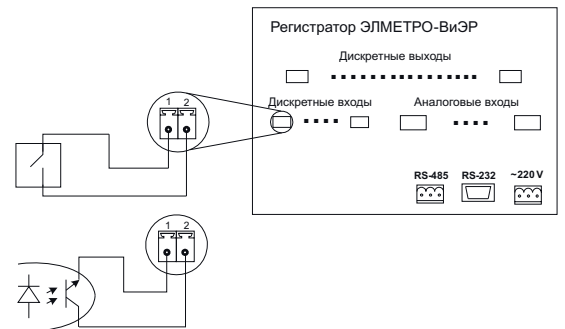 Регистратор ЭЛМЕТРО-ВиЭР
Дискретные выходы
Дискретные входы Аналоговые входы
1 2
RS-485 RS-232 ~220 V
1 2